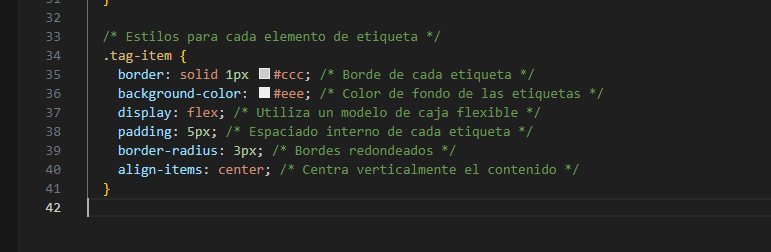 31 }
32
33 /* Estilos para cada elemento de etiqueta */
34 .tag-item {
35 border: solid 1px #ccc; /* Borde de cada etiqueta */
36 background-color: #eee; /* Color de fondo de las etiquetas */
37 display: flex; /* Utiliza un modelo de caja flexible */
38 padding: 5px; /* Espaciado interno de cada etiqueta */
39 border-radius: 3px; /* Bordes redondeados */
40 align-items: center; /* Centra verticalmente el contenido */
41 }
42